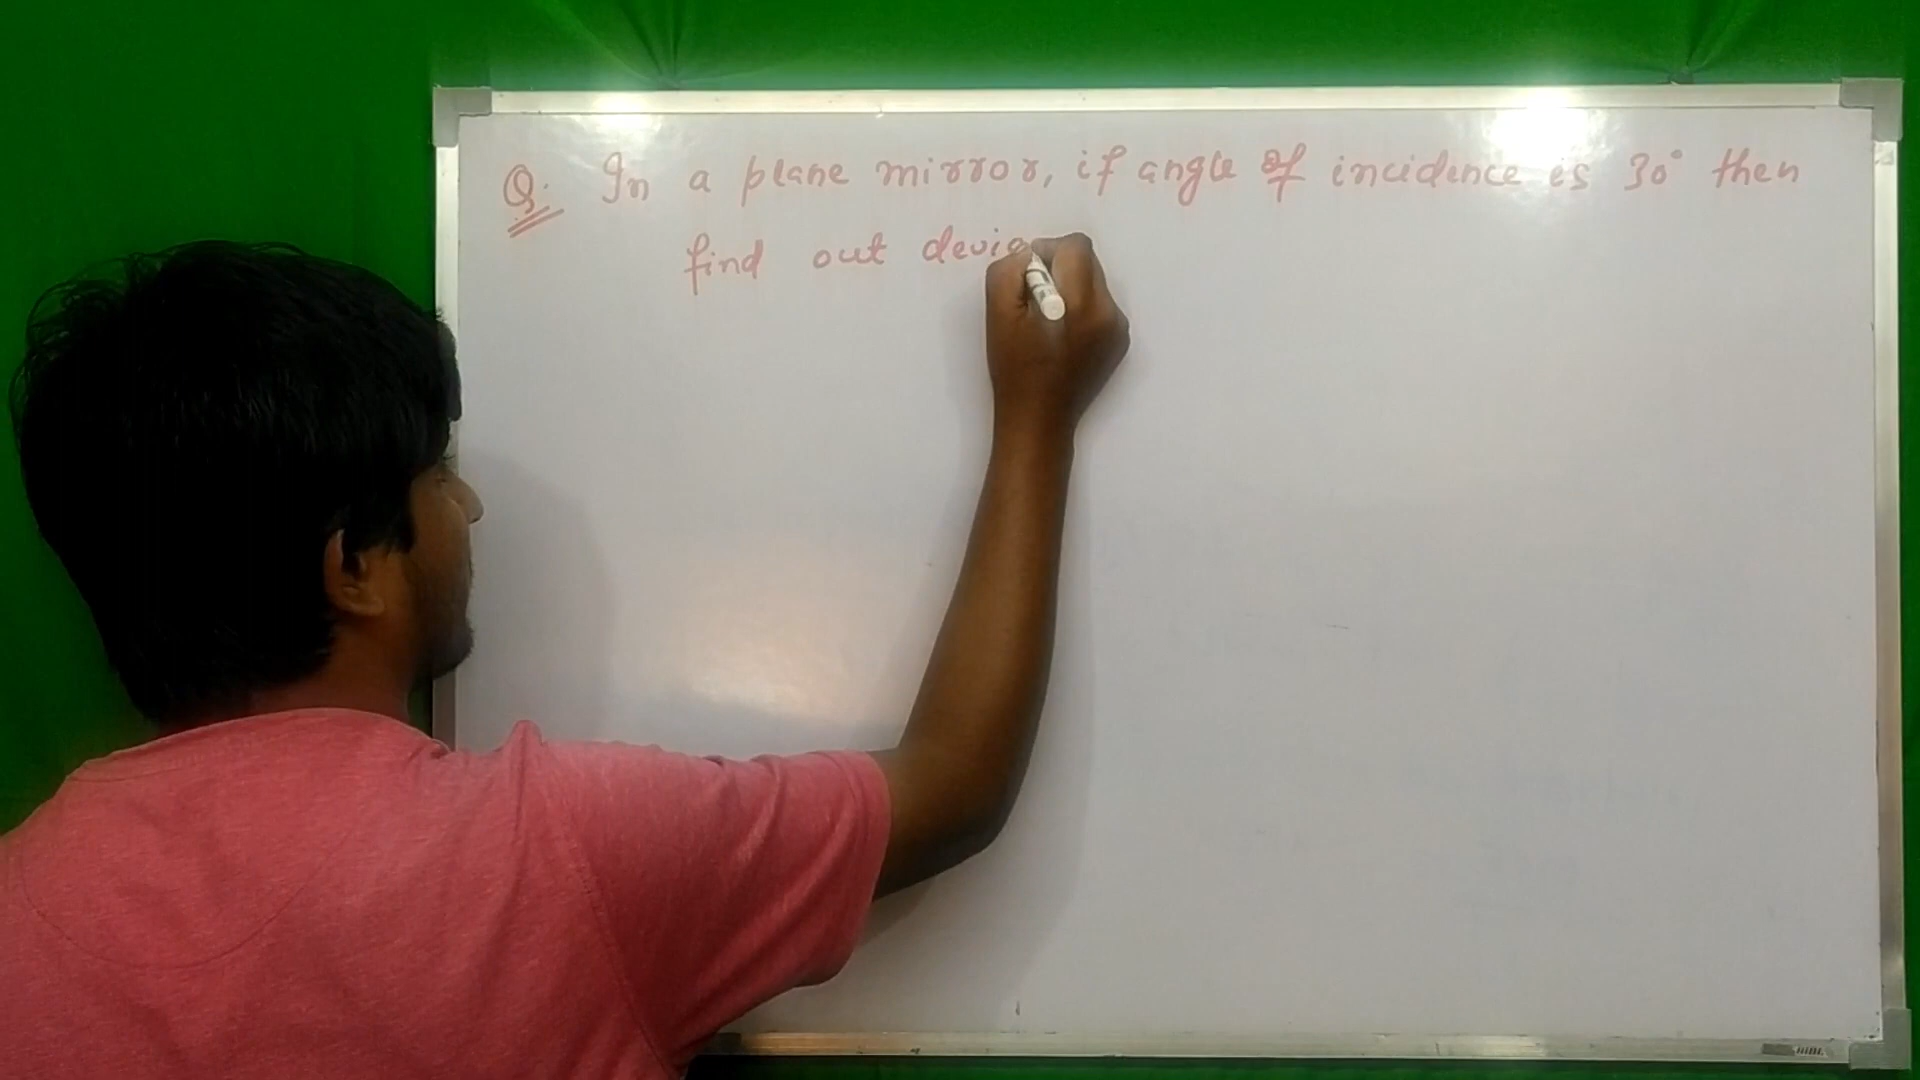 Q. In a plane mirror, if angle of incidence is 30° then
find out devia